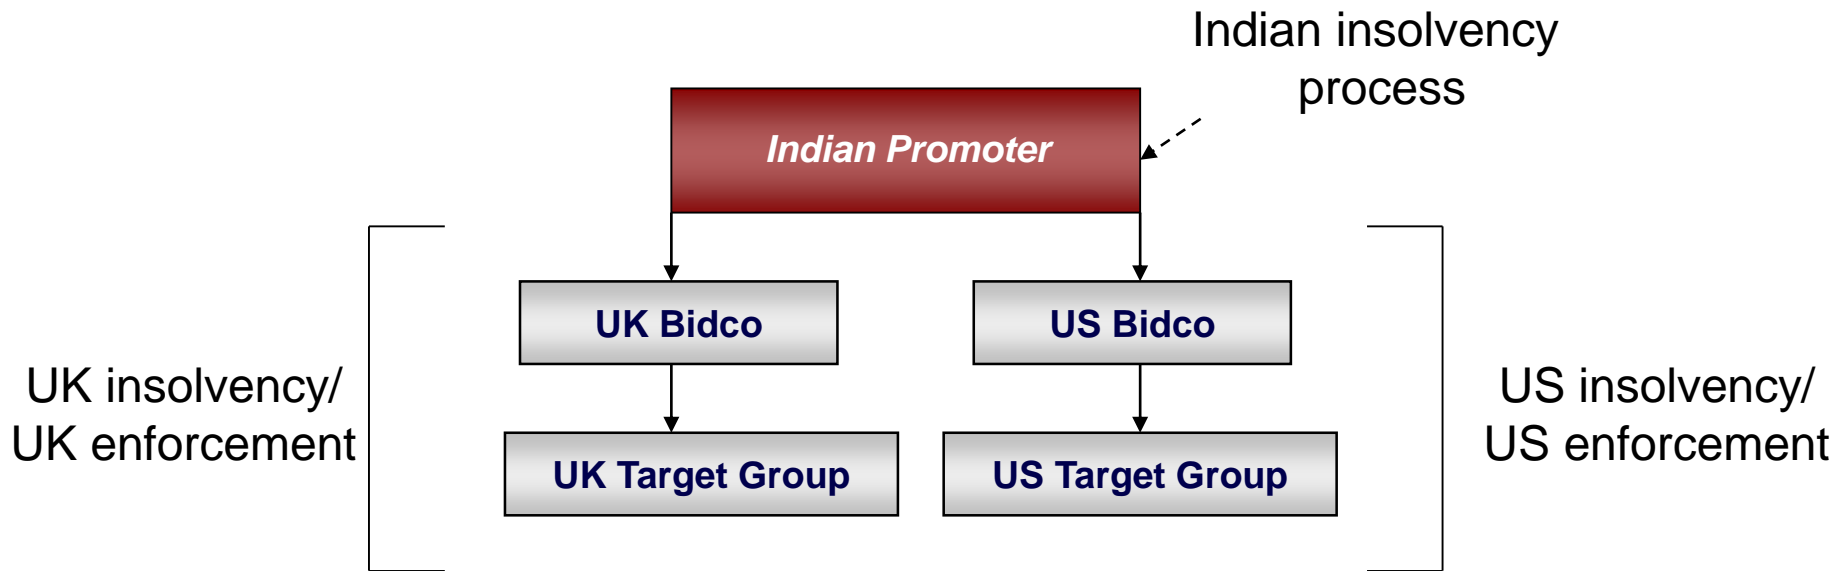 Indian insolvency
process
Indian Promoter
UK Bidco
US Bidco
UK insolvency/
UK enforcement
US insolvency/
US enforcement
UK Target Group
US Target Group